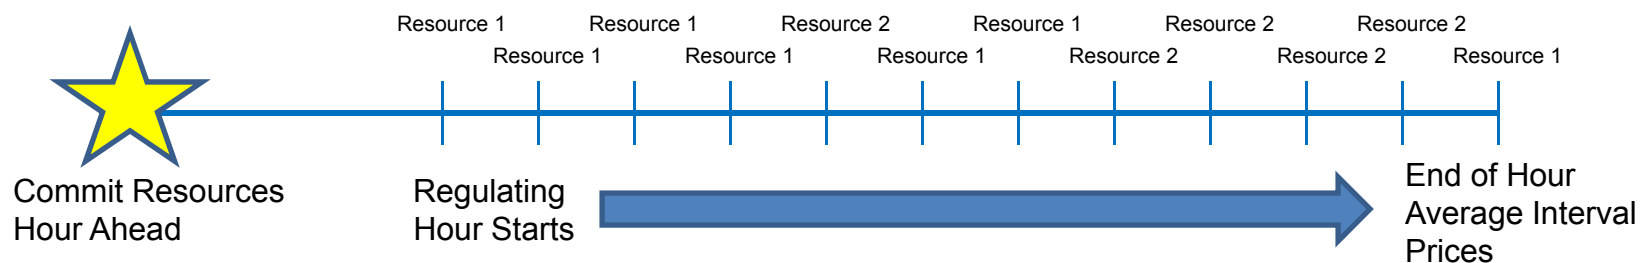 Resource 1
Resource 1
Resource 2
Resource 1
Resource 2
Resource 2
Resource 1
Resource 1
Resource 1
Resource 2
Resource 2
Resource 1
Commit Resources
Hour Ahead
Regulating
Hour Starts
End of Hour
Average Interval
Prices